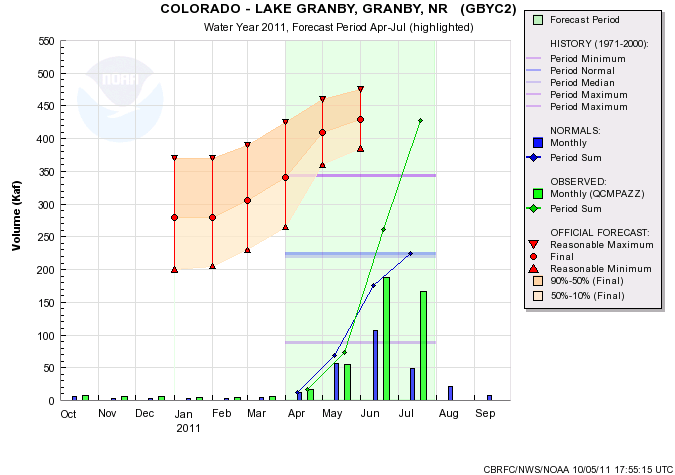 COLORADO - LAKE GRANBY, GRANBY, NR (GBYC2)
Water Year 2011, Forecast Period Apr-Jul (highlighted)
Volume (Kaf)
550
500
450
400
350
300
250
200
150
100
50
0
NOAA
Oct Nov Dec Jan Feb Mar Apr May Jun Jul Aug Sep
2011
Forecast Period
HISTORY (1971-2000):
Period Minimum
Period Normal
Period Median
Period Maximum
Period Maximum
NORMALS:
Monthly
Period Sum
OBSERVED:
Monthly (QCMPAZZ)
Period Sum
OFFICIAL FORECAST:
Reasonable Maximum
Final
Reasonable Minimum
90%-50% (Final)
50%-10% (Final)
CBRFC/NWS/NOAA 10/05/11 17:55:15 UTC